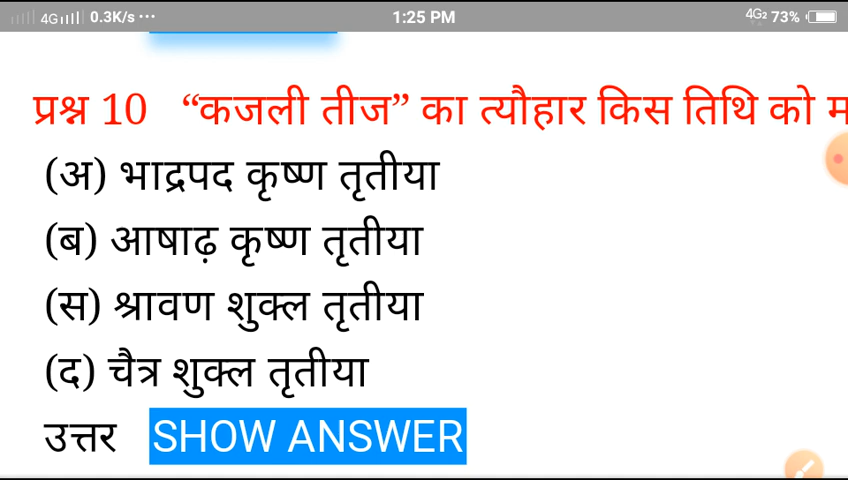 4G 0.3K/s ··· 1:25 PM 4G2 73%
प्रश्न 10 “कजली तीज” का त्यौहार किस तिथि को
(अ) भाद्रपद कृष्ण तृतीया
(ब) आषाढ़ कृष्ण तृतीया
(स) श्रावण शुक्ल तृतीया
(द) चैत्र शुक्ल तृतीया
उत्तर SHOW ANSWER